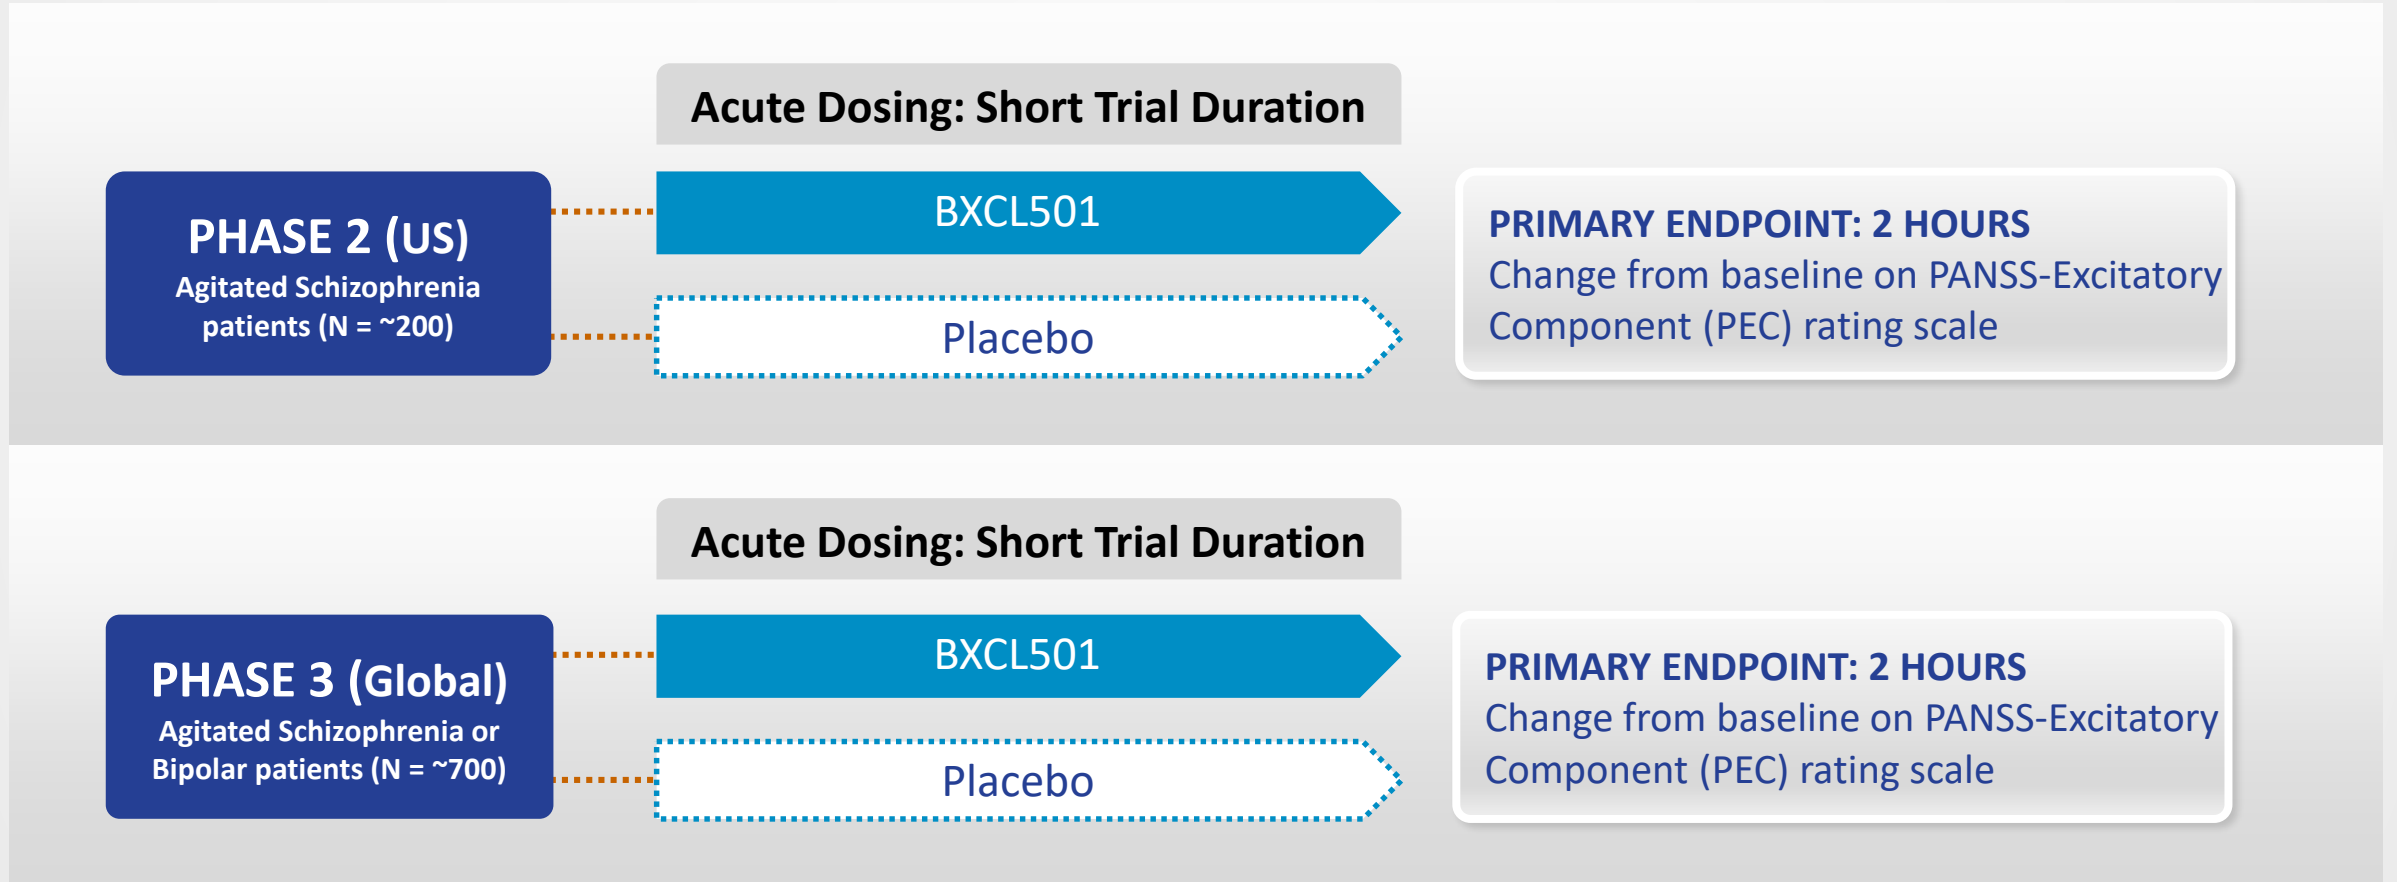 Acute Dosing: Short Trial Duration
PHASE 2 (US)
Agitated Schizophrenia
patients (N = ~200)
BXCL501
Placebo
PRIMARY ENDPOINT: 2 HOURS
Change from baseline on PANSS-Excitatory
Component (PEC) rating scale
Acute Dosing: Short Trial Duration
PHASE 3 (Global)
Agitated Schizophrenia or
Bipolar patients (N = ~700)
BXCL501
Placebo
PRIMARY ENDPOINT: 2 HOURS
Change from baseline on PANSS-Excitatory
Component (PEC) rating scale